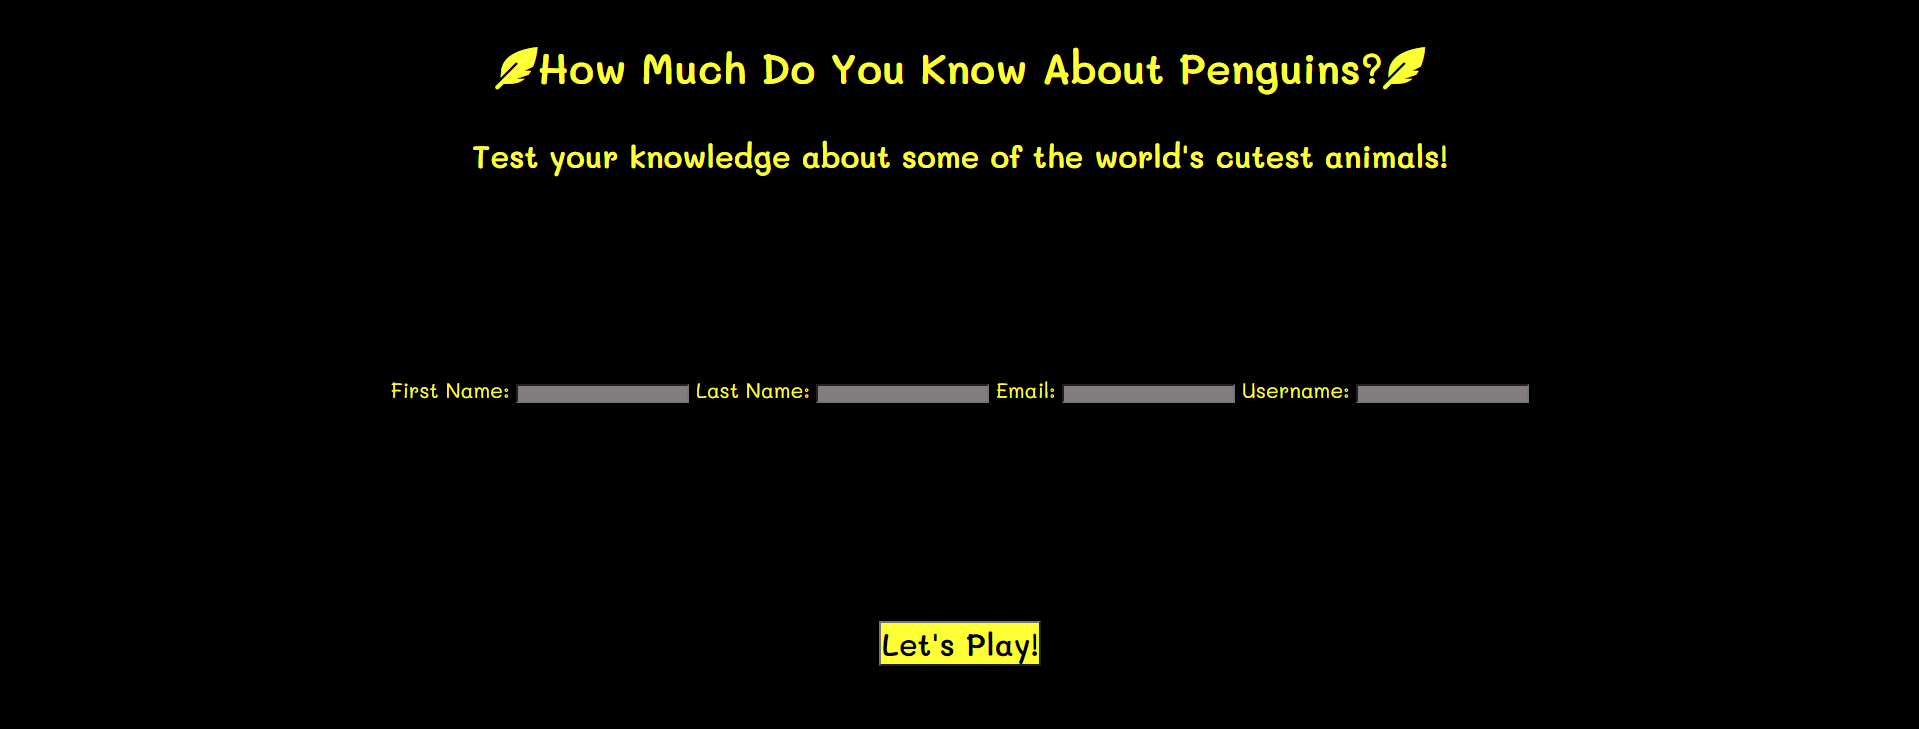 How Much Do You Know About Penguins?
Test your knowledge about some of the world's cutest animals!
First Name: Last Name: Email: Username:
Let's Play!